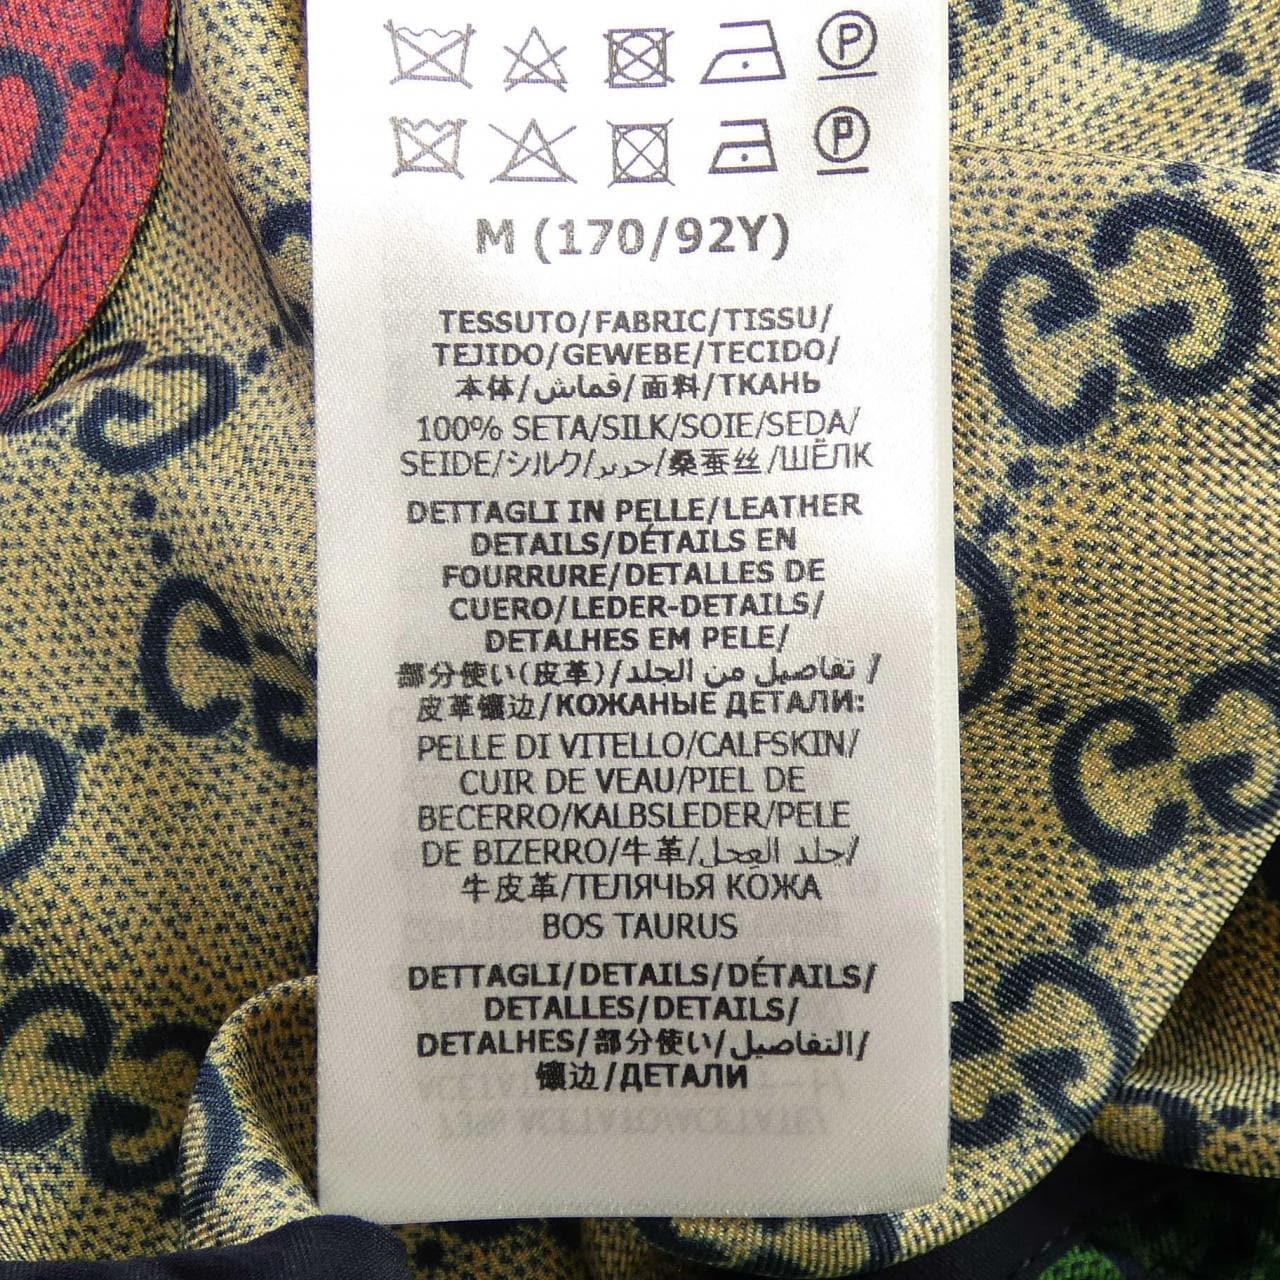 P
P
M (170/92Y)
TESSUTO/FABRIC/TISSU/
TEJIDO/GEWEBE/TECIDO/
本体/قماش/面料/ТКАНЬ
100% SETA/SILK/SOIE/SEDA/
SEIDE/シルク/حرير/桑蚕丝/ШЁЛК
DETTAGLI IN PELLE/LEATHER
DETAILS/DÉTAILS EN
FOURRURE/DETALLES DE
CUERO/LEDER-DETAILS/
DETALHES EM PELE/
部分使い(皮革)/تفاصيل من الجلد/
皮革镶边/КОЖАНЫЕ ДЕТАЛИ:
PELLE DI VITELLO/CALFSKIN/
CUIR DE VEAU/PIEL DE
BECERRO/KALBSLEDER/PELE
DE BIZERRO/牛革/جلد العجل/
牛皮革/ТЕЛЯЧЬЯ КОЖА
BOS TAURUS
DETTAGLI/DETAILS/DÉTAILS/
DETALLES/DETAILS/
DETALHES/部分使い/التفاصيل/
镶边/ДЕТАЛИ